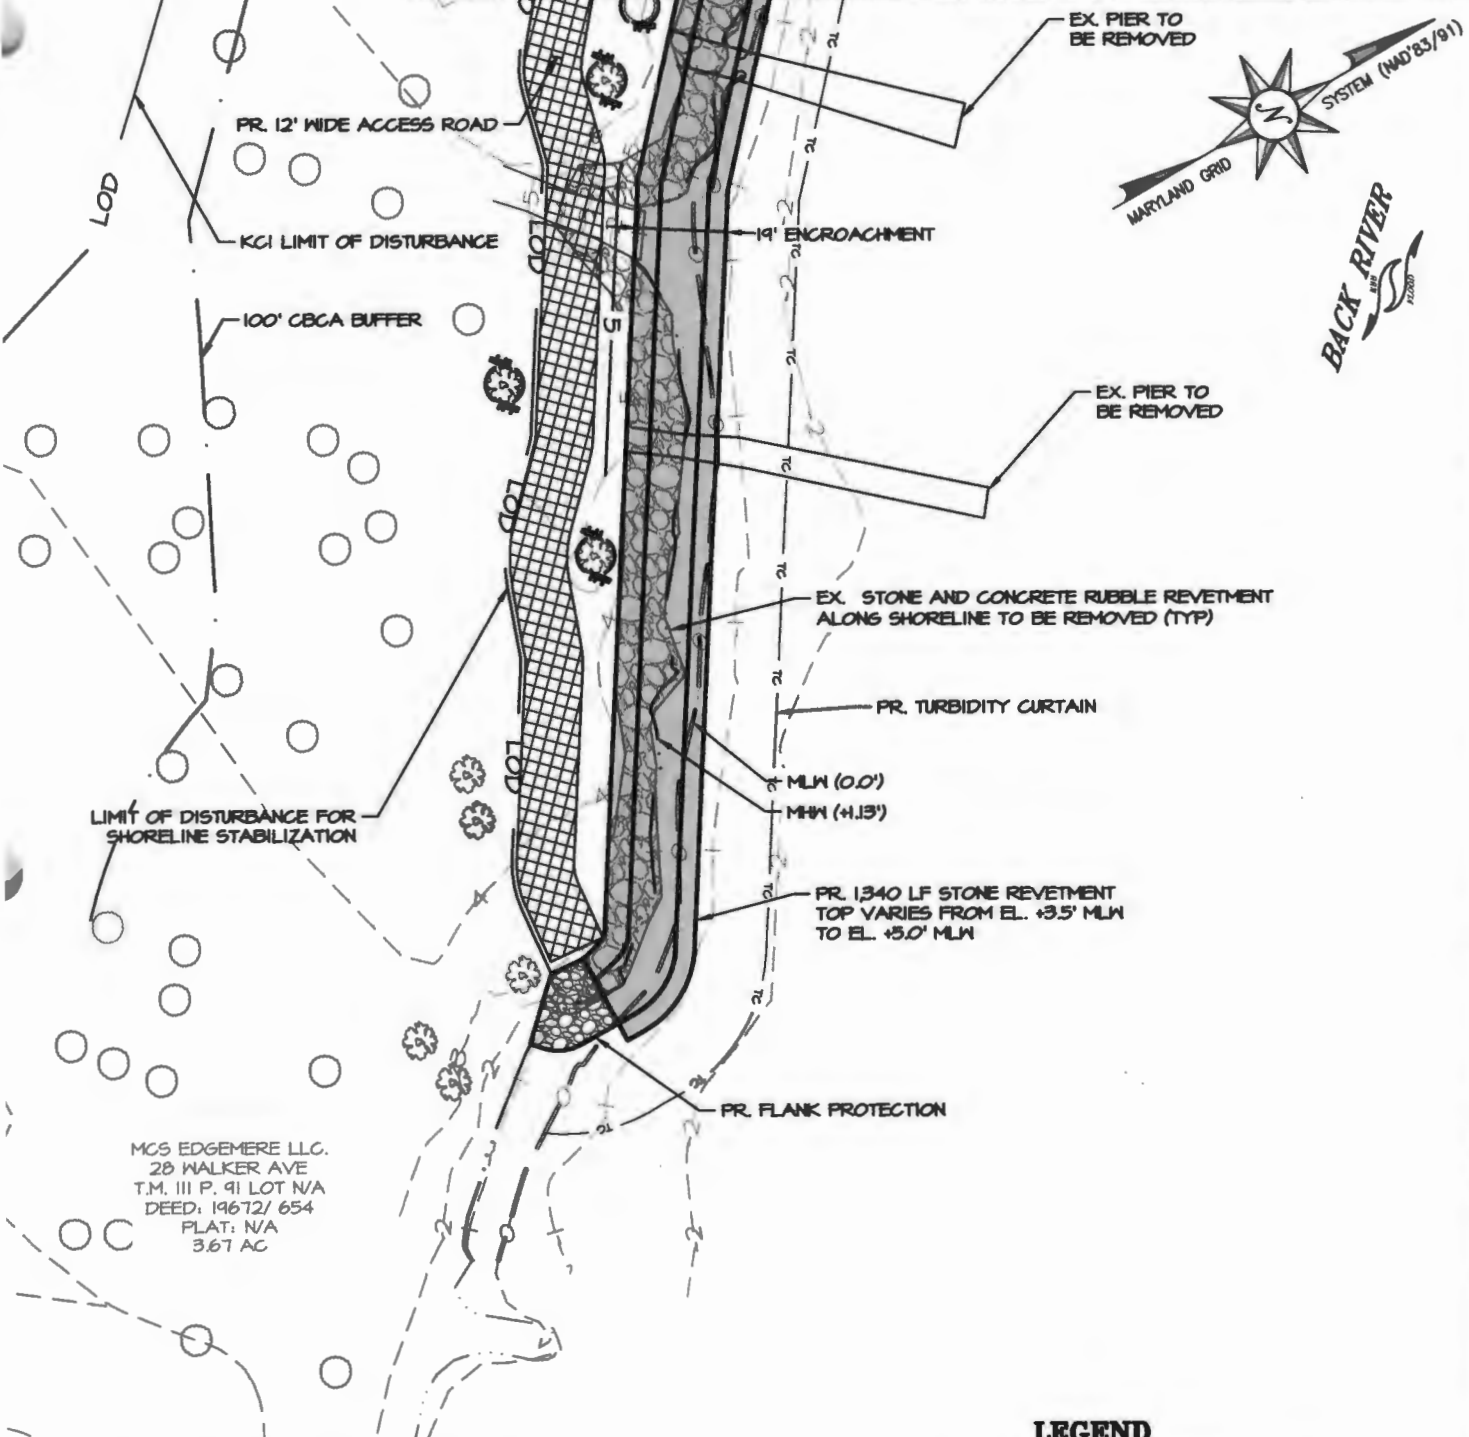 EX. PIER TO
BE REMOVED
SYSTEM (NAD'83/91)
MARYLAND GRID
PR. 12' WIDE ACCESS ROAD
LOD
KCI LIMIT OF DISTURBANCE
LOD
19' ENCROACHMENT
BACK RIVER
100' CBCA BUFFER
5
EX. PIER TO
BE REMOVED
LOD
EX. STONE AND CONCRETE RUBBLE REVETMENT
ALONG SHORELINE TO BE REMOVED (TYP)
PR. TURBIDITY CURTAIN
LOD
MLW (0.0')
MHW (+1.13')
LIMIT OF DISTURBANCE FOR
SHORELINE STABILIZATION
PR. 1,340 LF STONE REVETMENT
TOP VARIES FROM EL. +3.5' MLW
TO EL. +5.0' MLW
PR. FLANK PROTECTION
MCS EDGEMERE LLC.
28 WALKER AVE
T.M. 111 P. 91 LOT N/A
DEED: 19672/ 654
PLAT: N/A
3.67 AC
LEGEND